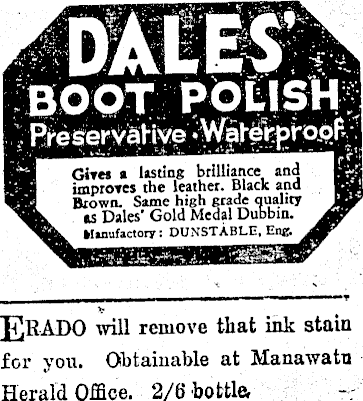 DALES'
BOOT POLISH
Preservative · Waterproof
Gives a lasting brilliance and
improves the leather. Black and
Brown. Same high grade quality
as Dales' Gold Medal Dubbin.
Manufactory: DUNSTABLE, Eng.
ERADO will remove that ink stain
for you. Obtainable at Manawatu
Herald Office. 2/6 bottle.